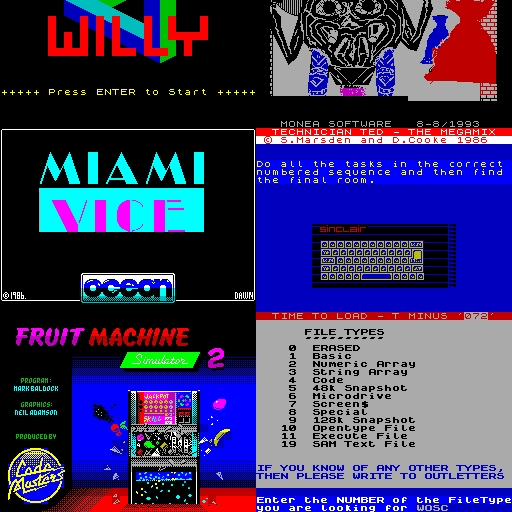 WILLY
+++++ Press ENTER to Start +++++
MONEA SOFTWARE 8-8/1993
MIAMI
VICE
ocean
©1986. DAWN
TECHNICIAN TED - THE MEGAMIX
© S.Marsden and D.Cooke 1986
Do all the tasks in the correct
numbered sequence and then find
the final room.
sinclair
TIME TO LOAD - T MINUS '072'
FRUIT MACHINE
Simulator 2
PROGRAM:
MARK BALDOCK
GRAPHICS:
NEIL ADAMSON
PRODUCED BY
Code
Masters
JACKPOT
FILE TYPES
0 ERASED
1 Basic
2 Numeric Array
3 String Array
4 Code
5 48k Snapshot
6 Microdrive
7 Screen$
8 Special
9 128k Snapshot
10 Opentype File
11 Execute File
19 SAM Text File
IF YOU KNOW OF ANY OTHER TYPES,
THEN PLEASE WRITE TO OUTLETTERS
Enter the NUMBER of the FileType
you are looking for WOSC